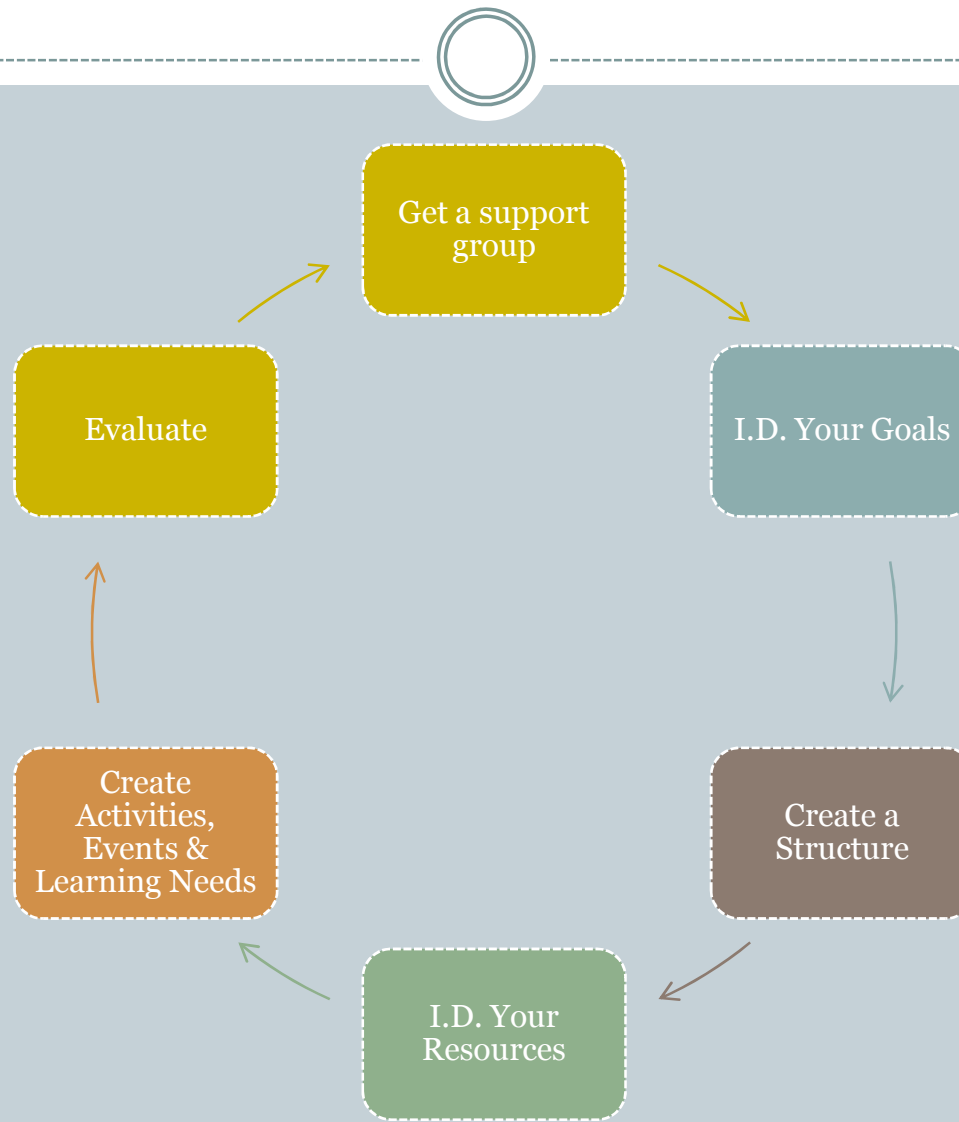 Get a support
group
I.D. Your Goals
Create a
Structure
I.D. Your
Resources
Create
Activities,
Events &
Learning Needs
Evaluate